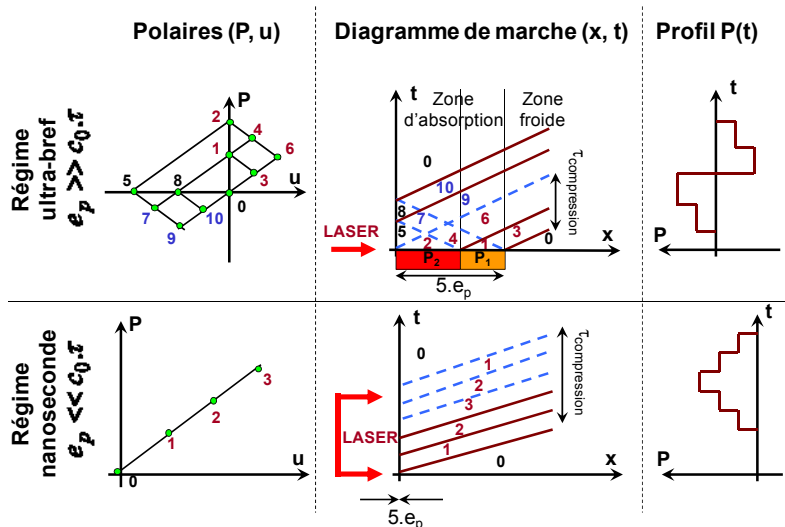 Polaires (P, u)
Diagramme de marche (x, t)
Profil P(t)
Régime
ultra-bref
e_p >> c_0.τ
P
2
4
1
6
5
8
3
u
7
10
0
9
t
Zone
d'absorption
Zone
froide
0
τ_compression
10
9
8
7
6
5
LASER
2
4
1
3
0
x
P_2
P_1
5.e_p
t
P
Régime
nanoseconde
e_p << c_0.τ
P
3
2
1
0
u
t
0
1
2
3
τ_compression
LASER
2
1
0
x
5.e_p
t
P